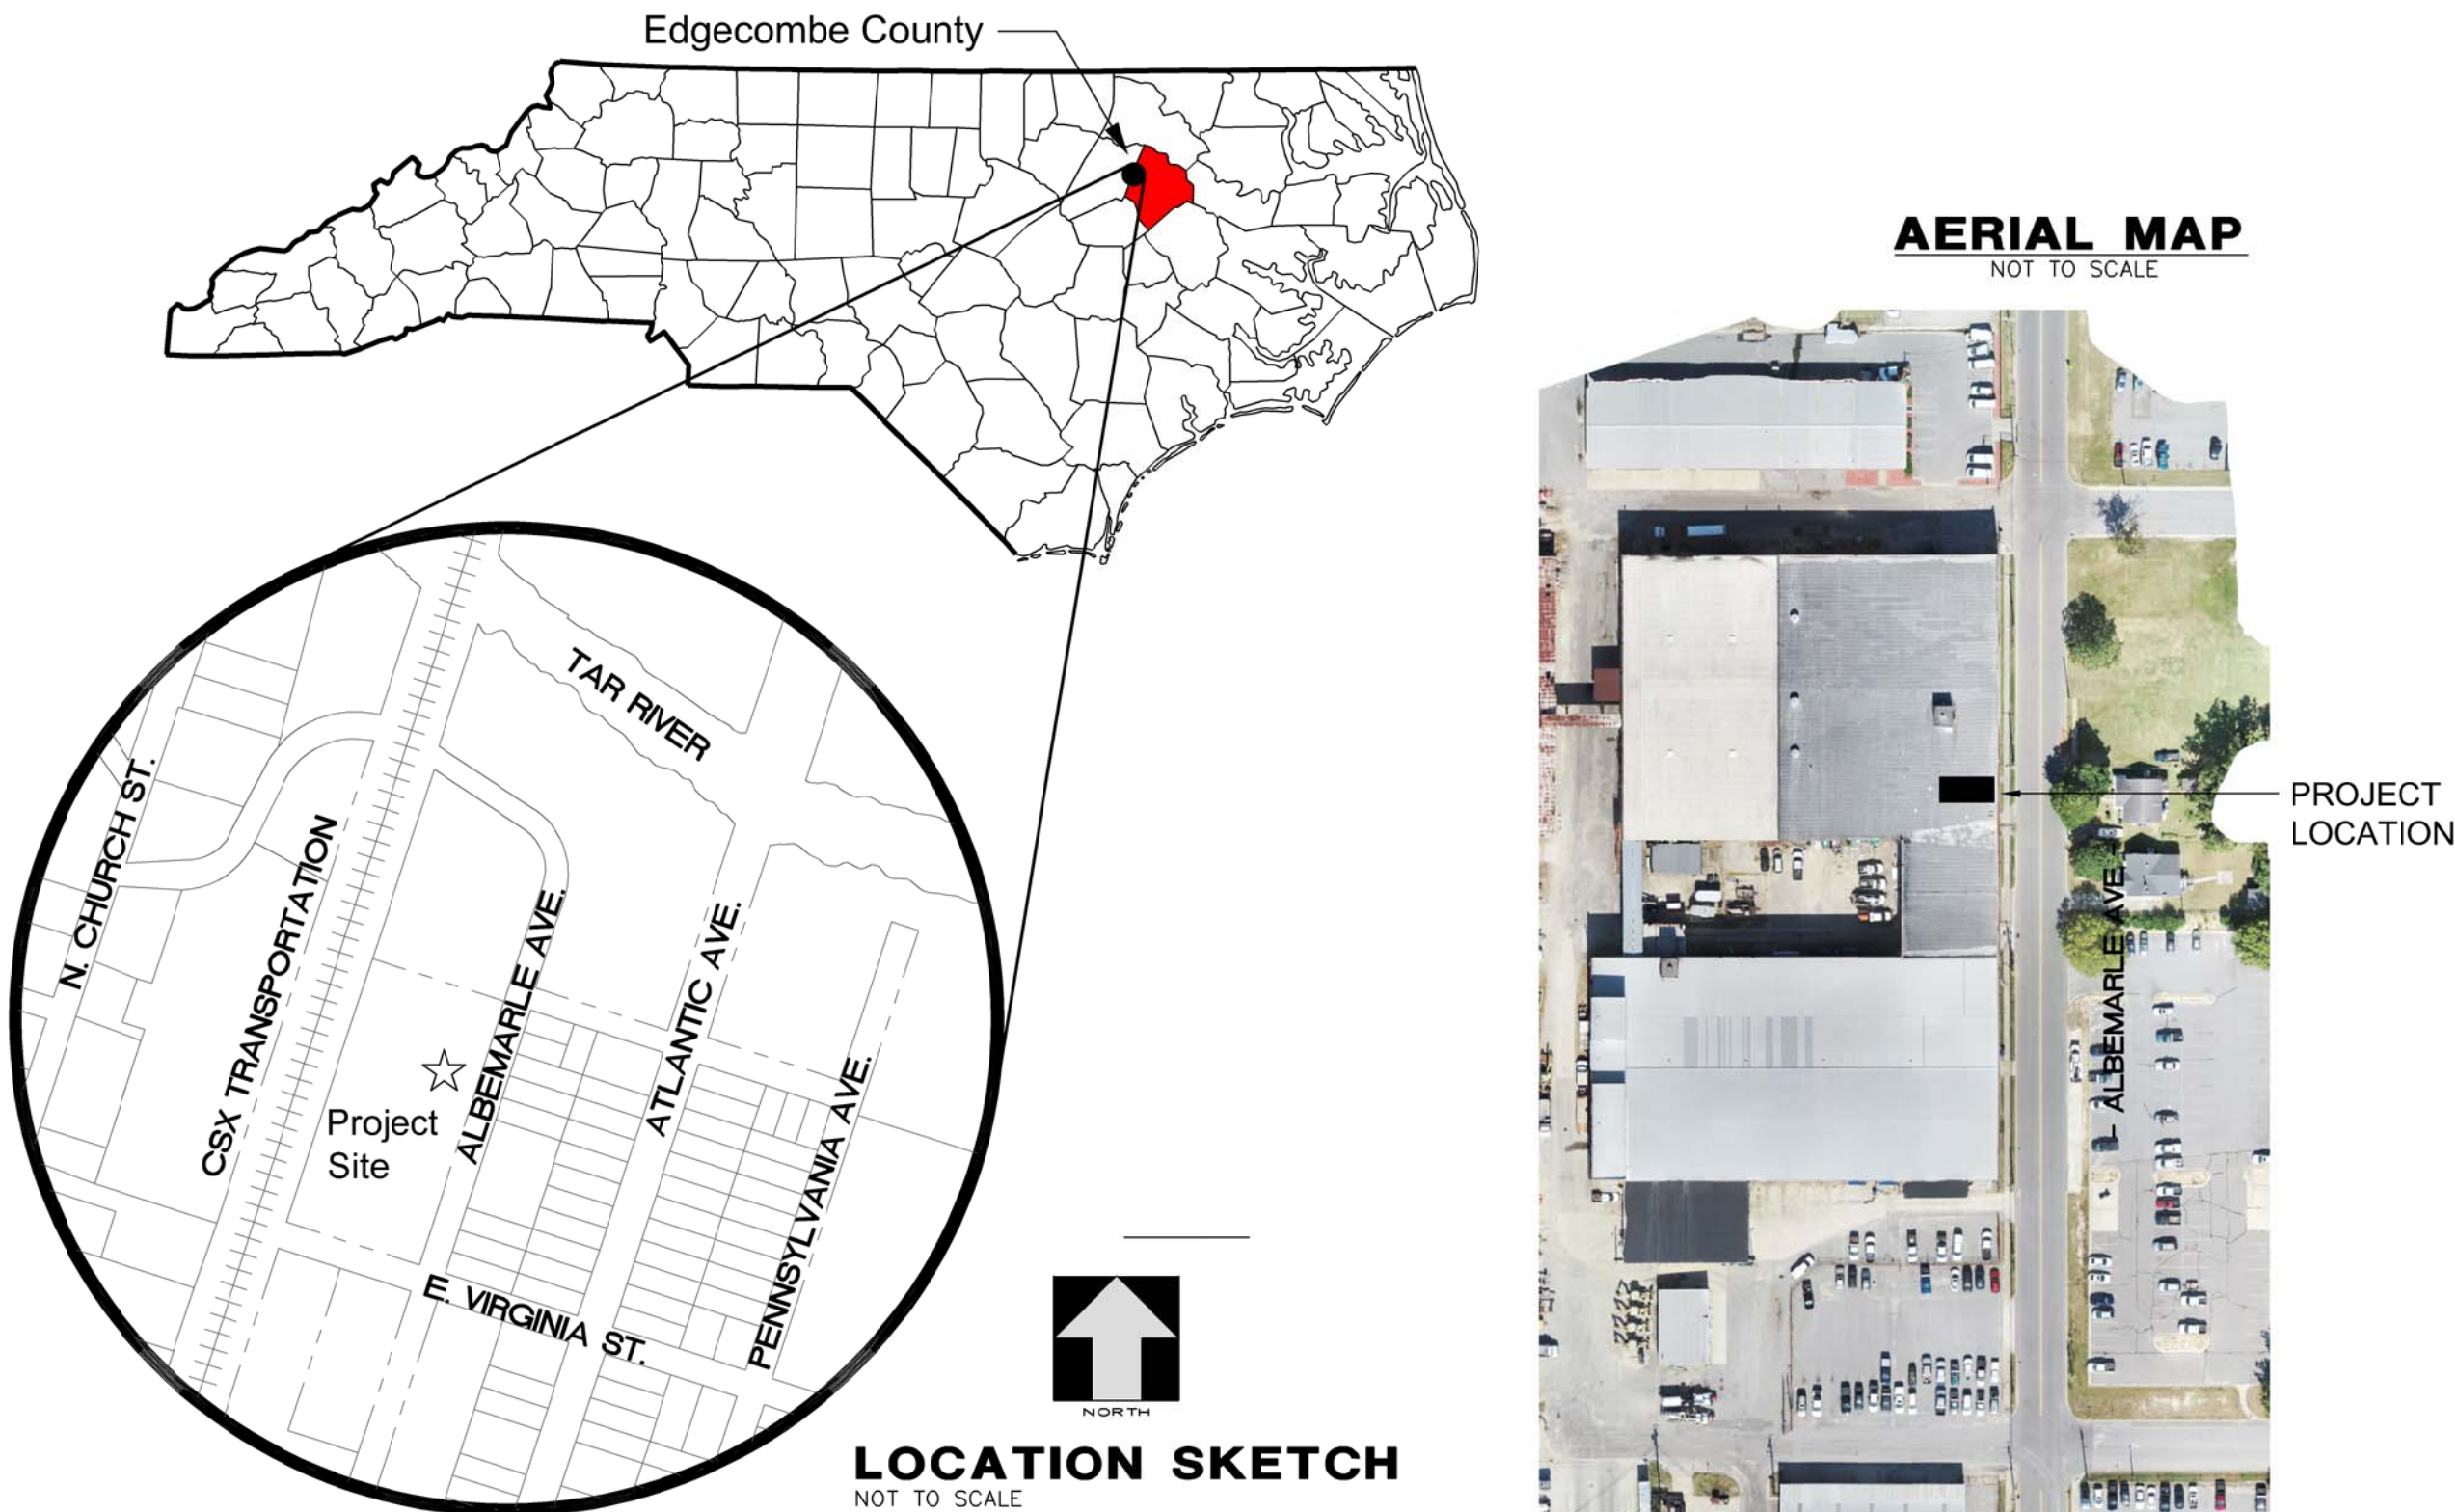 Edgecombe County
AERIAL MAP
NOT TO SCALE
TAR RIVER
N. CHURCH ST.
CSX TRANSPORTATION
ALBEMARLE AVE.
ATLANTIC AVE.
PENNSYLVANIA AVE.
Project
Site
E. VIRGINIA ST.
NORTH
LOCATION SKETCH
NOT TO SCALE
PROJECT
LOCATION
ALBEMARLE AVE.